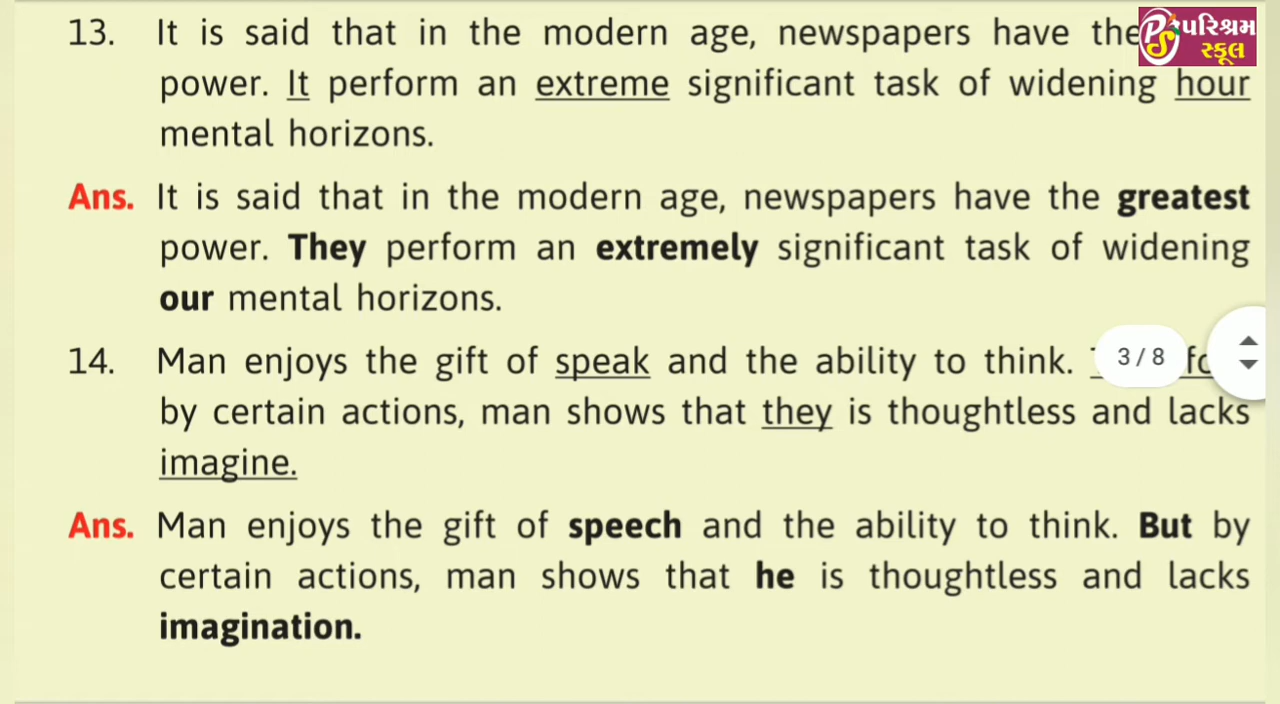 13. It is said that in the modern age, newspapers have the
પરિશ્રમ
સ્કૂલ
power. It perform an extreme significant task of widening hour
mental horizons.
Ans. It is said that in the modern age, newspapers have the greatest
power. They perform an extremely significant task of widening
our mental horizons.
14. Man enjoys the gift of speak and the ability to think.
3 / 8
by certain actions, man shows that they is thoughtless and lacks
imagine.
Ans. Man enjoys the gift of speech and the ability to think. But by
certain actions, man shows that he is thoughtless and lacks
imagination.